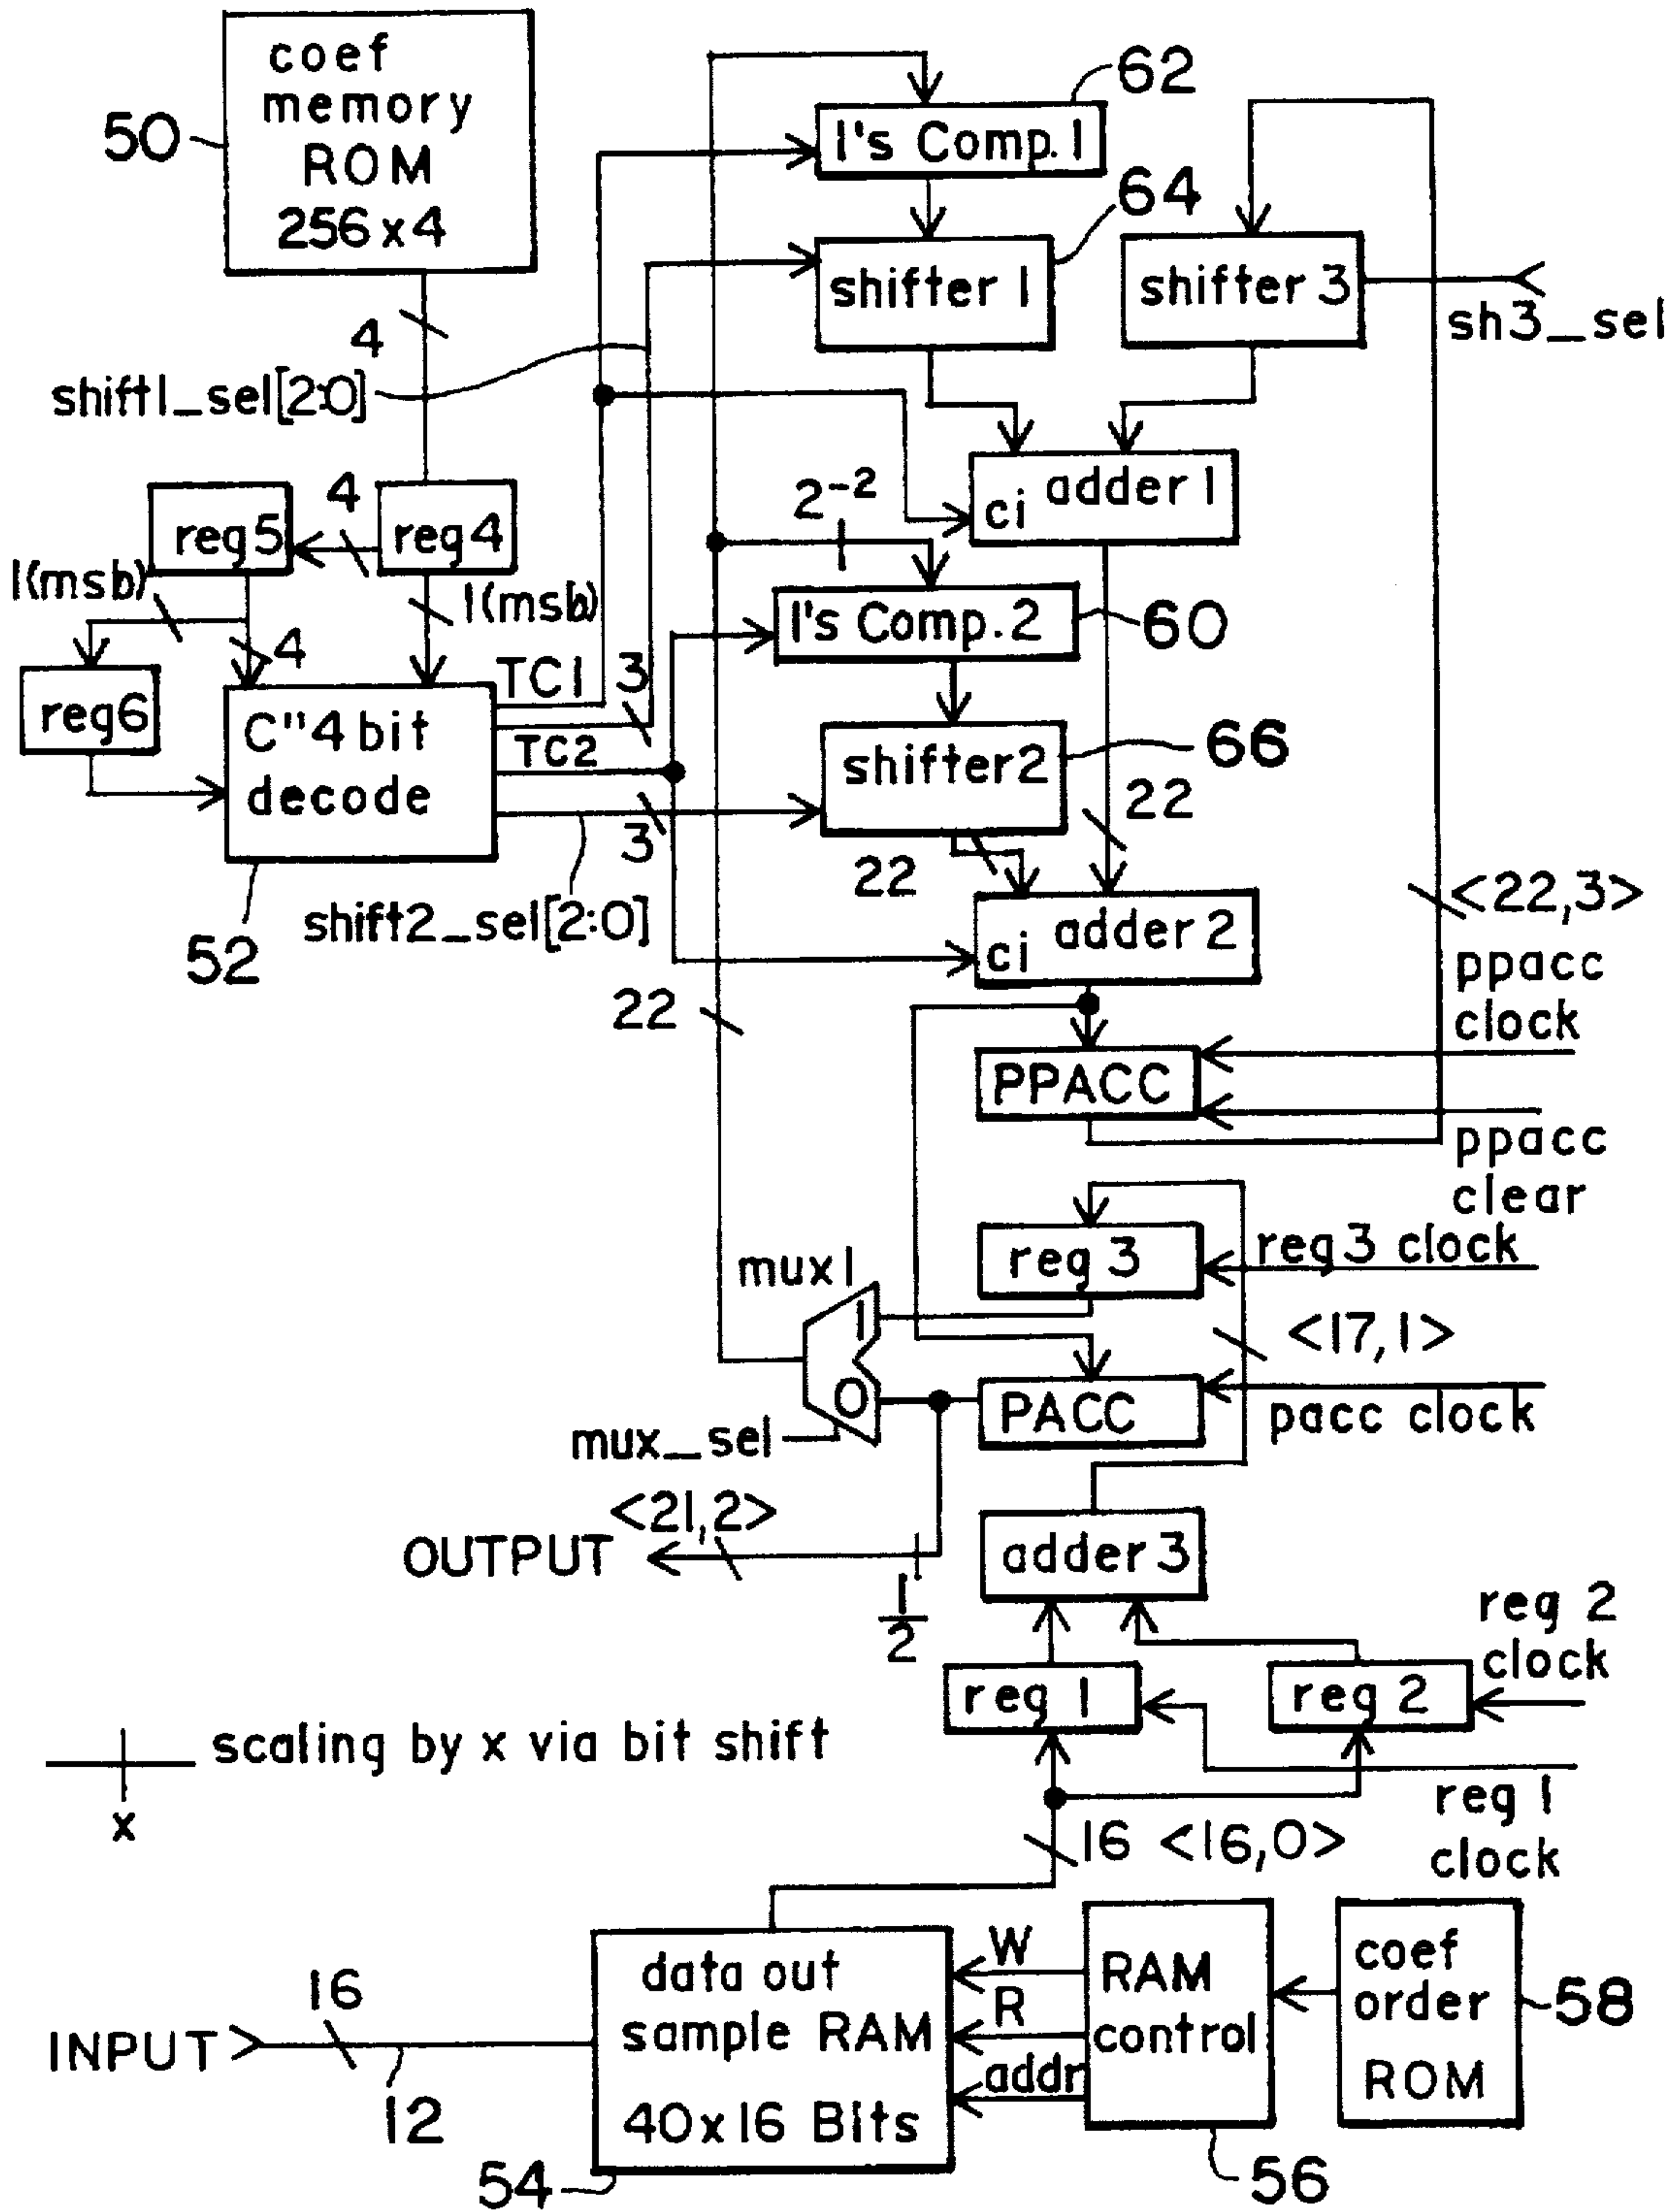 coef
memory
ROM
256x4
50
62
1's Comp. 1
64
shifter 1
shifter 3
sh3_sel
4
shift1_sel[2:0]
2-2
ci adder 1
reg5
4
reg4
1(msb)
1(msb)
4
1's Comp. 2
60
reg6
C"4 bit
decode
TC1
3
TC2
3
shifter2
66
22
22
shift2_sel[2:0]
52
ci adder 2
<22,3>
ppacc
clock
22
PPACC
ppacc
clear
reg 3
reg3 clock
mux1
1
0
<17,1>
PACC
pacc clock
mux_sel
<21,2>
OUTPUT
1
2
adder 3
reg 2
clock
reg 1
reg 2
scaling by x via bit shift
x
reg 1
clock
16 <16,0>
INPUT
16
12
data out
sample RAM
40x16 Bits
54
W
R
addr
RAM
control
56
coef
order
ROM
58